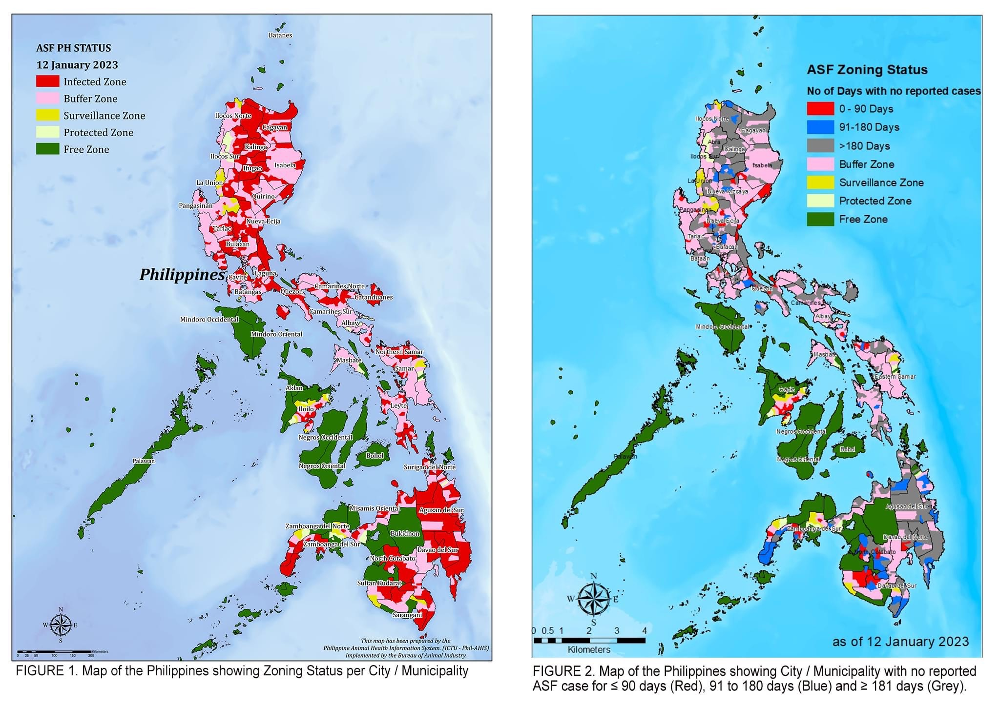 ASF PH STATUS
12 January 2023
Infected Zone
Buffer Zone
Surveillance Zone
Protected Zone
Free Zone
Batanes
Ilocos Norte
Cagayan
Kalinga
Ilocos Sur
Isabela
Ifugao
La Union
Quirino
Pangasinan
Nueva Ecija
Tarlac
Bulacan
Philippines
Laguna
Cavite
Camarines Norte
Batangas
Quezon
Catanduanes
Camarines Sur
Mindoro Occidental
Albay
Mindoro Oriental
Northern Samar
Masbate
Samar
Aklan
Iloilo
Leyte
Negros Occidental
Bohol
Palawan
Negros Oriental
Surigao del Norte
Misamis Oriental
Agusan del Sur
Zamboanga del Norte
Bukidnon
Zamboanga del Sur
Davao del Sur
North Cotabato
Sultan Kudarat
Sarangani
N
W E
S
0 25 50 100 150 200 Kilometers
This map has been prepared by the
Philippine Animal Health Information System. (ICTU - Phil-AHIS)
Implemented by the Bureau of Animal Industry.
FIGURE 1. Map of the Philippines showing Zoning Status per City / Municipality
ASF Zoning Status
No of Days with no reported cases
0 - 90 Days
91-180 Days
>180 Days
Buffer Zone
Surveillance Zone
Protected Zone
Free Zone
Ilocos Norte
Cagayan
Abra
Kalinga
Ilocos Sur
Isabela
La Union
Nueva Vizcaya
Pangasinan
Nueva Ecija
Tarlac
Bulacan
Bataan
Quezon
Camarines Sur
Albay
Mindoro Occidental
Masbate
Eastern Samar
Capiz
Negros Occidental
Bohol
Palawan
Negros Oriental
Agusan del Sur
Zamboanga del Sur
Davao del Norte
North Cotabato
Davao del Sur
N
W E
S
0 0.5 1 2 3 4
Kilometers
as of 12 January 2023
FIGURE 2. Map of the Philippines showing City / Municipality with no reported
ASF case for ≤ 90 days (Red), 91 to 180 days (Blue) and ≥ 181 days (Grey).